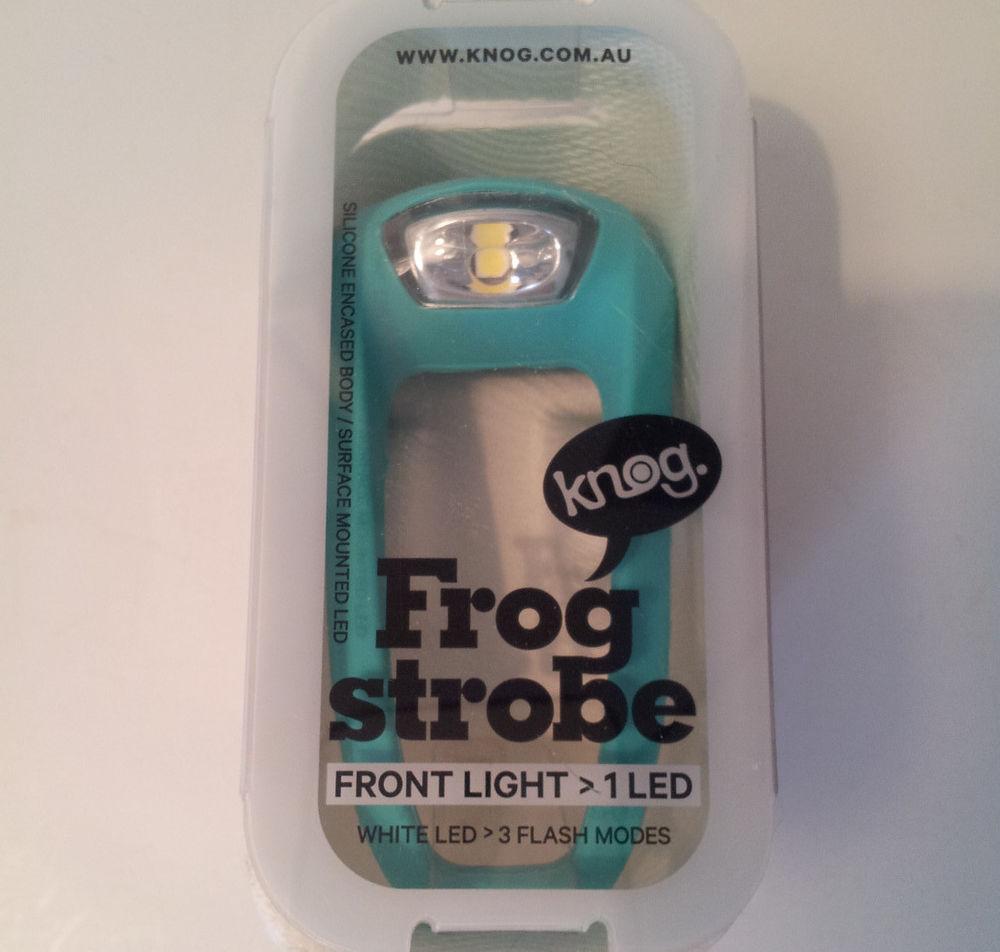 WWW.KNOG.COM.AU
SILICONE ENCASED BODY / SURFACE MOUNTED LED
knog.
Frog
strobe
FRONT LIGHT > 1 LED
WHITE LED > 3 FLASH MODES